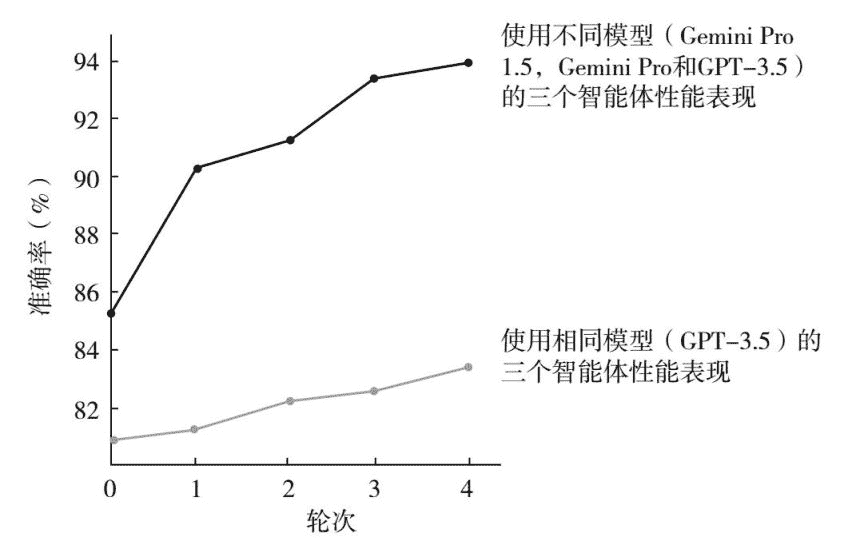 94
92
90
88
86
84
82
准确率（%）
0 1 2 3 4
轮次
使用不同模型（Gemini Pro
1.5，Gemini Pro和GPT-3.5）
的三个智能体性能表现
使用相同模型（GPT-3.5）的
三个智能体性能表现